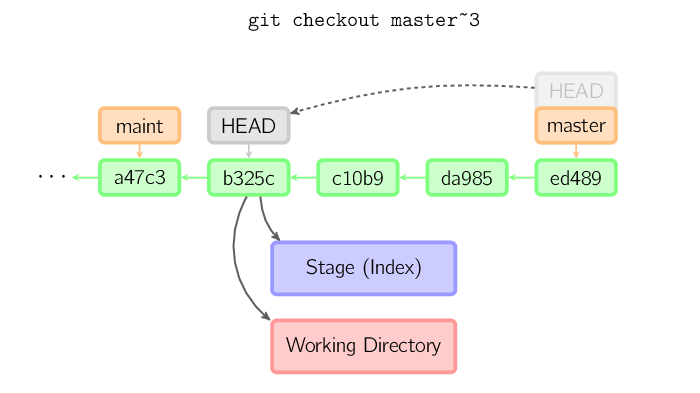 git checkout master~3
HEAD
maint
HEAD
master
...
a47c3
b325c
c10b9
da985
ed489
Stage (Index)
Working Directory